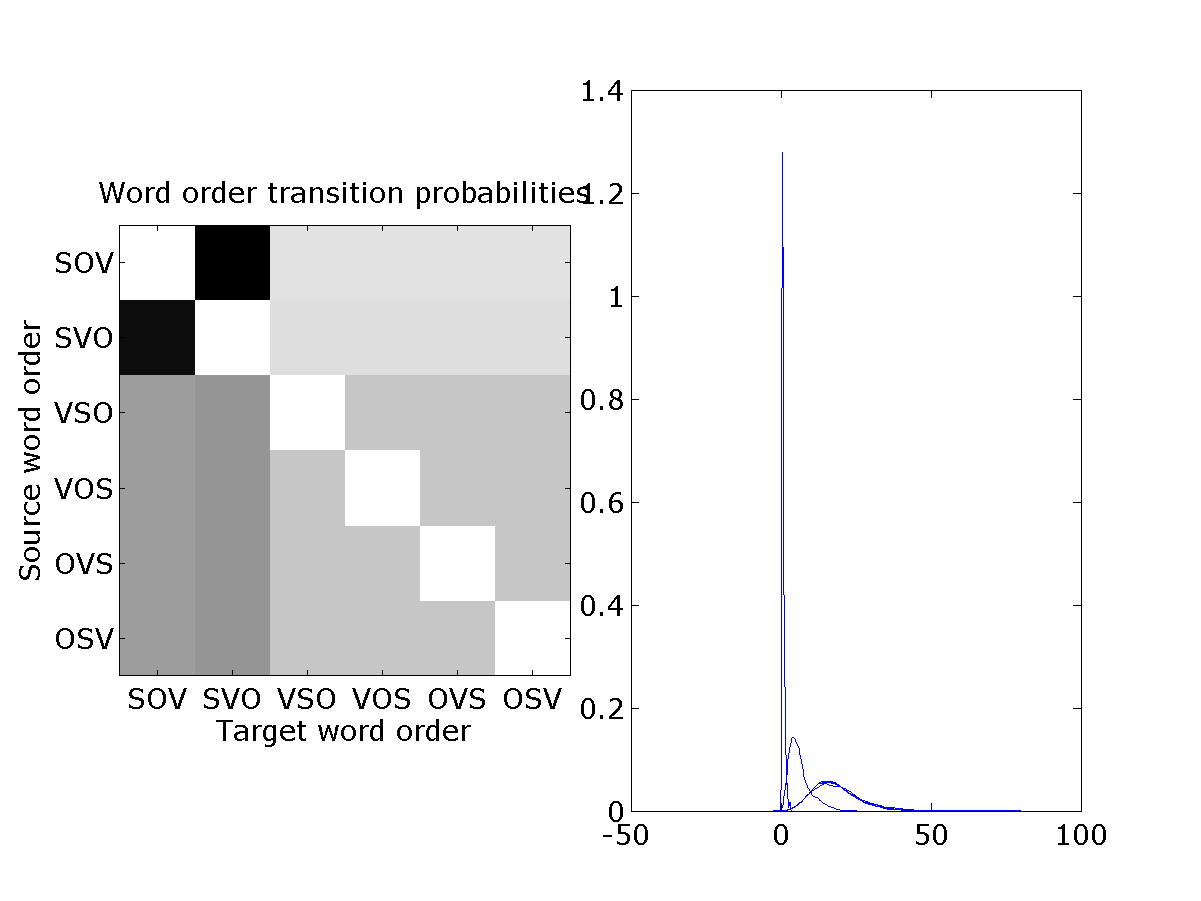 Word order transition probabilities
Source word order
SOV
SVO
VSO
VOS
OVS
OSV
SOV SVO VSO VOS OVS OSV
Target word order
1.4
1.2
1
0.8
0.6
0.4
0.2
0
-50 0 50 100